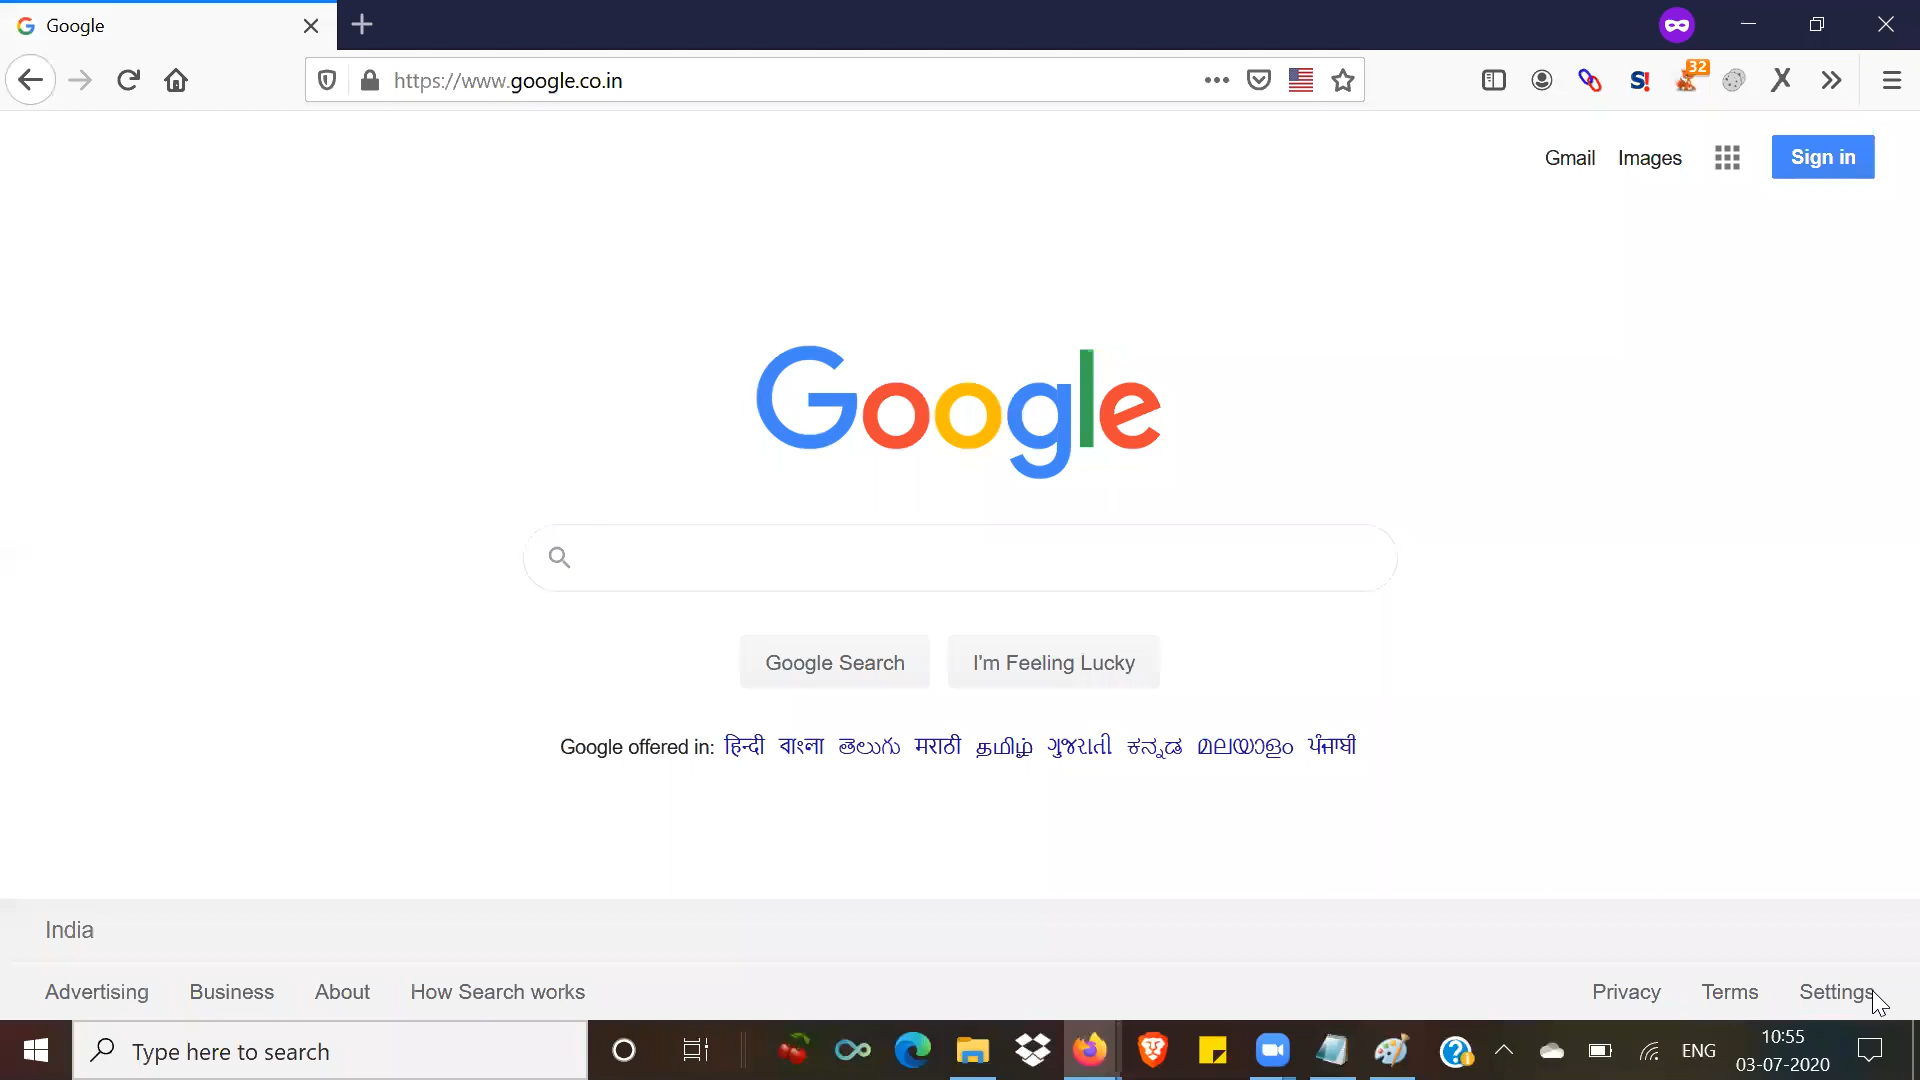 Google
https://www.google.co.in
S!
32
Gmail Images
Sign in
Google
Google Search
I'm Feeling Lucky
Google offered in: हिन्दी বাংলা తెలుగు मराठी தமிழ் ગુજરાતી ಕನ್ನಡ മലയാളം ਪੰਜਾਬੀ
India
Advertising Business About How Search works
Privacy Terms Settings
Type here to search
ENG
10:55
03-07-2020